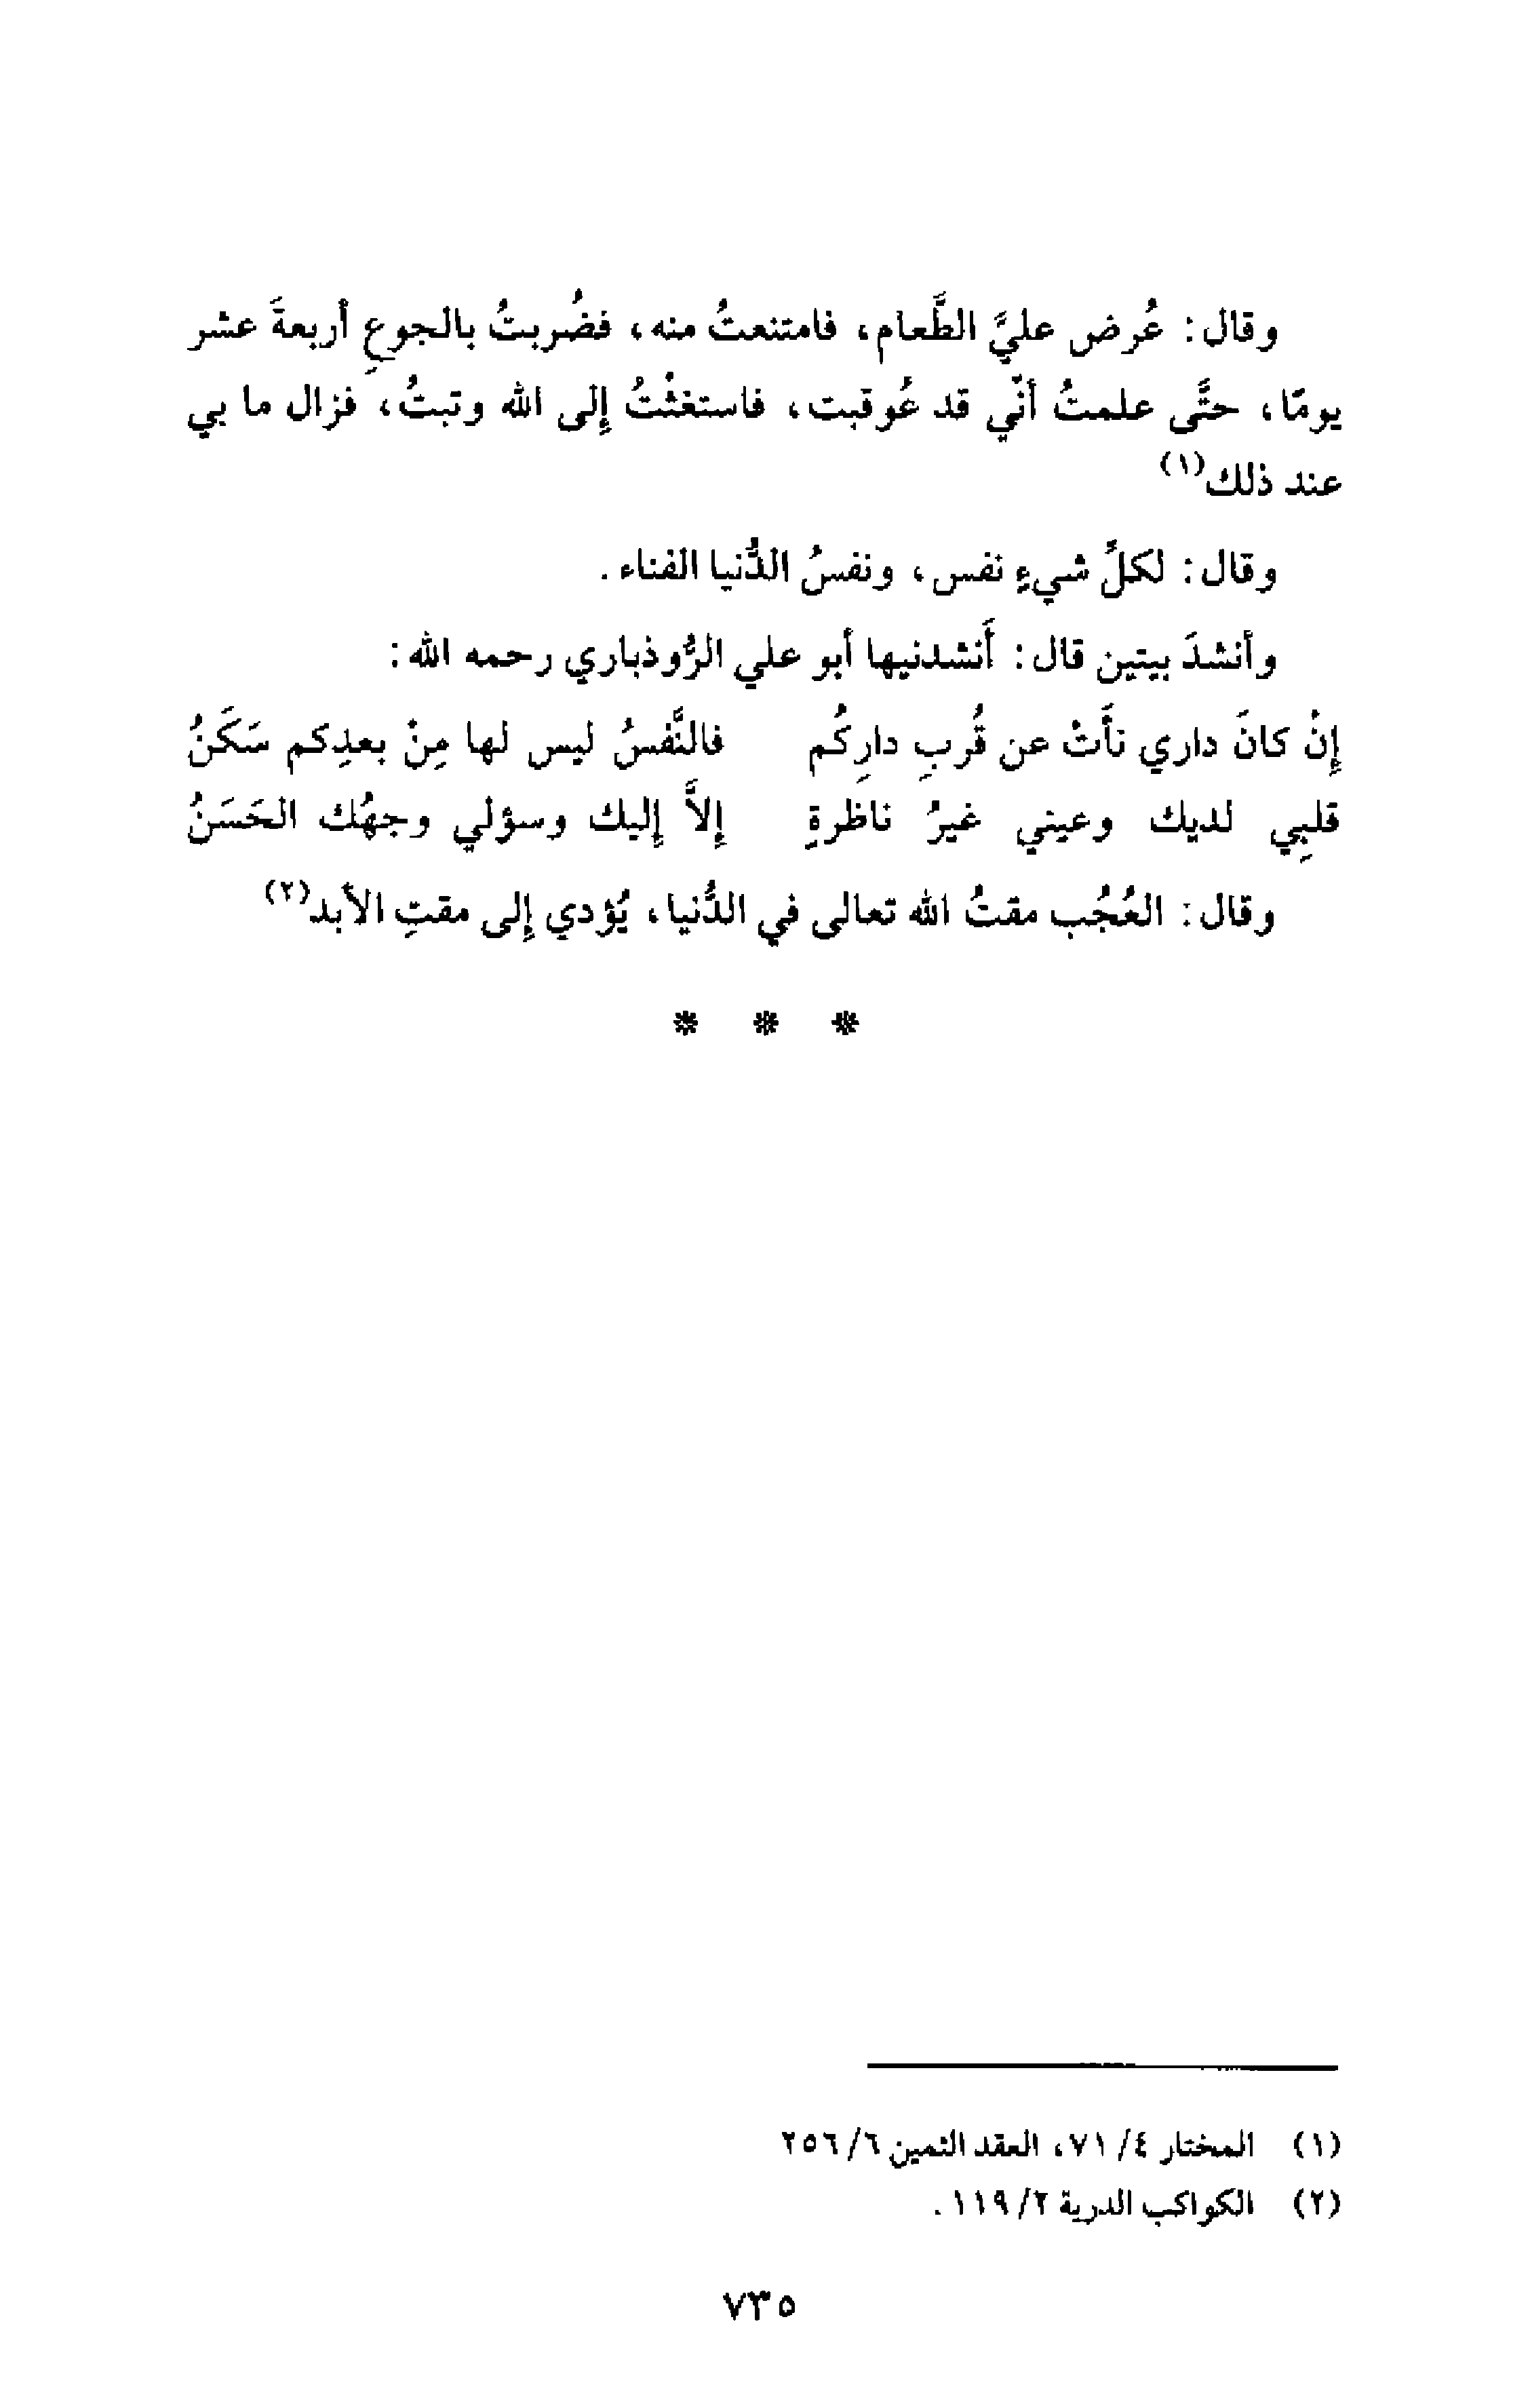 وقال: عُرض عليَّ الطَّعام، فامتنعتُ منه، فضُربتُ بالجوعِ أربعةَ عشر
يومًا، حتَّى علمتُ أنّي قد عُوقبت، فاستغثتُ إلى الله وتبتُ، فزال ما بي
عند ذلك(١)
وقال: لكلِّ شيءٍ نفس، ونفسُ الدُّنيا الفناء.
وأنشدَ بيتين قال: أَنشدنيها أبو علي الرُّوذباري رحمه الله:
إِنْ كانَ داري نأَتْ عن قُربِ دارِكُم فالنَّفسُ ليس لها مِنْ بعدِكم سَكَنُ
قلبِي لديك وعيني غيرُ ناظرةٍ إلاَّ إليك وسؤلي وجهُك الحَسَنُ
وقال: العُجُب مقتُ الله تعالى في الدُّنيا، يُؤدي إلى مقتِ الأبد(٢)
* * *
(١) المختار ٤/ ٧١، العقد الثمين ٦/ ٢٥٦
(٢) الكواكب الدرية ٢/ ١١٩.
٧٣٥